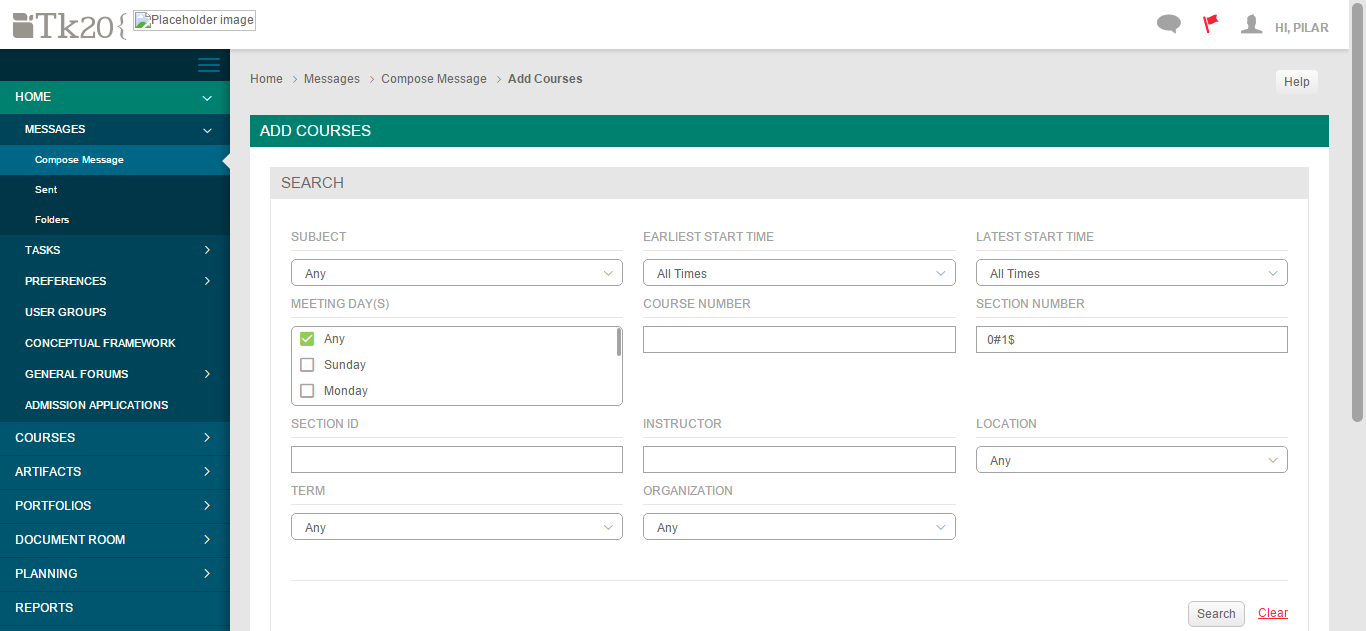 Tk20{ Placeholder image
HI, PILAR
Home > Messages > Compose Message > Add Courses
Help
HOME
MESSAGES
Compose Message
Sent
Folders
TASKS
PREFERENCES
USER GROUPS
CONCEPTUAL FRAMEWORK
GENERAL FORUMS
ADMISSION APPLICATIONS
COURSES
ARTIFACTS
PORTFOLIOS
DOCUMENT ROOM
PLANNING
REPORTS
ADD COURSES
SEARCH
SUBJECT EARLIEST START TIME LATEST START TIME
Any All Times All Times
MEETING DAY(S) COURSE NUMBER SECTION NUMBER
Any 0#1$
Sunday
Monday
SECTION ID INSTRUCTOR LOCATION
Any
TERM ORGANIZATION
Any Any
Search Clear